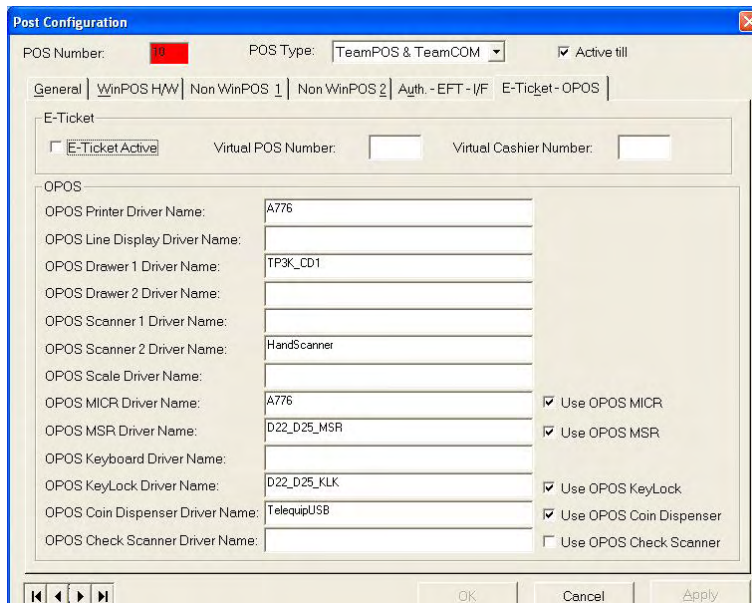 Post Configuration
POS Number: 10 POS Type: TeamPOS & TeamCOM Active till
General WinPOS H/W Non WinPOS 1 Non WinPOS 2 Auth. - EFT - I/F E-Ticket - OPOS
E-Ticket
E-Ticket Active Virtual POS Number: Virtual Cashier Number:
OPOS
OPOS Printer Driver Name: A776
OPOS Line Display Driver Name:
OPOS Drawer 1 Driver Name: TP3K_CD1
OPOS Drawer 2 Driver Name:
OPOS Scanner 1 Driver Name:
OPOS Scanner 2 Driver Name: HandScanner
OPOS Scale Driver Name:
OPOS MICR Driver Name: A776 Use OPOS MICR
OPOS MSR Driver Name: D22_D25_MSR Use OPOS MSR
OPOS Keyboard Driver Name:
OPOS KeyLock Driver Name: D22_D25_KLK Use OPOS KeyLock
OPOS Coin Dispenser Driver Name: TelequipUSB Use OPOS Coin Dispenser
OPOS Check Scanner Driver Name: Use OPOS Check Scanner
OK Cancel Apply